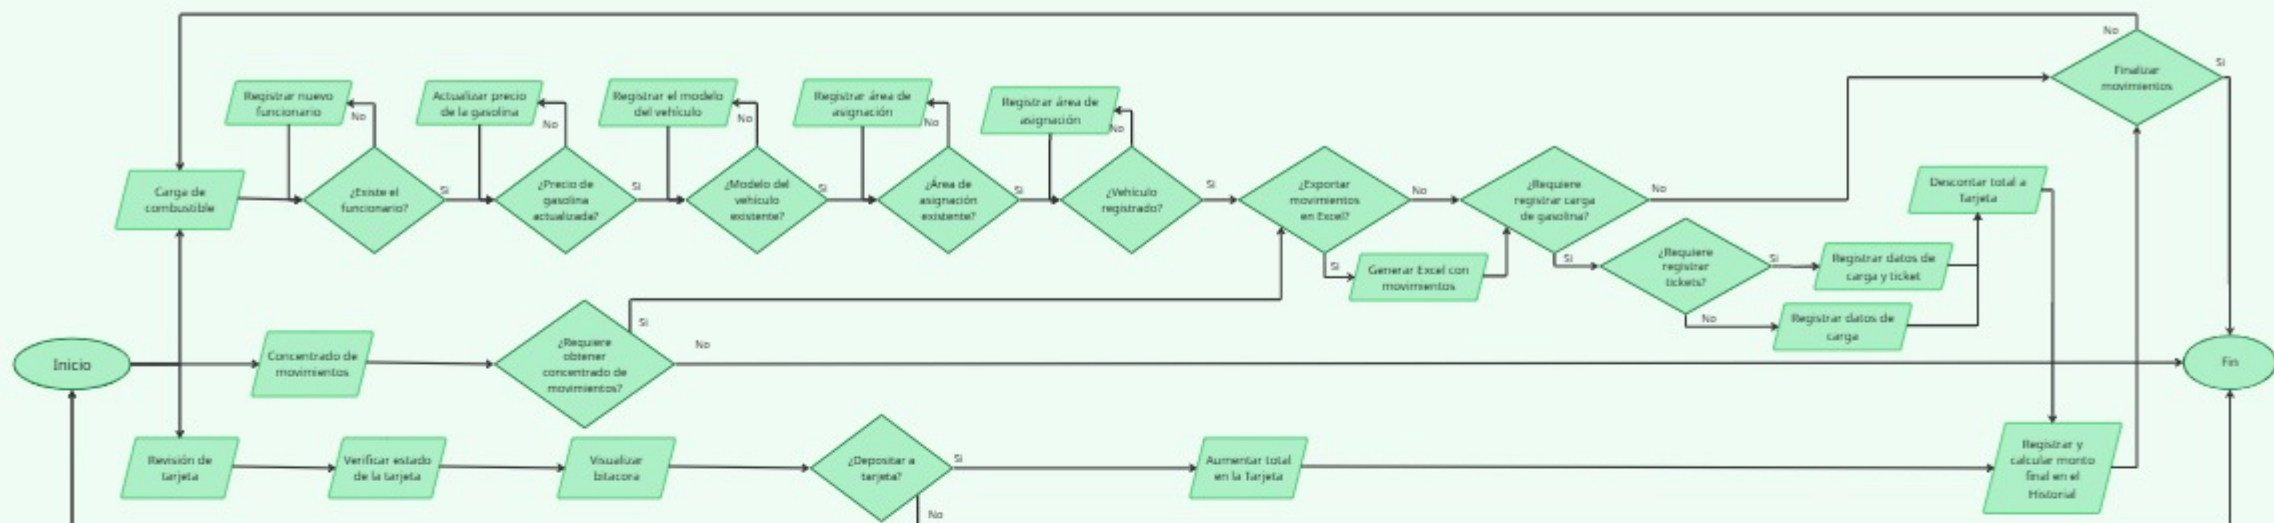 No
Finalizar
movimientos
Si
Registrar nuevo
funcionario
No
Actualizar precio
de la gasolina
No
Registrar el modelo
del vehículo
No
Registrar área de
asignación
No
Registrar área de
asignación
No
Carga de
combustible
¿Existe el
funcionario?
Si
¿Precio de
gasolina
actualizada?
Si
¿Modelo del
vehículo
existente?
Si
¿Área de
asignación
existente?
Si
¿Vehículo
registrado?
Si
¿Exportar
movimientos
en Excel?
No
¿Requiere
registrar carga
de gasolina?
No
Descontar total a
Tarjeta
Si
Generar Excel con
movimientos
Si
¿Requiere
registrar
tickets?
Si
Registrar datos de
carga y ticket
No
Registrar datos de
carga
Inicio
Concentrado de
movimientos
¿Requiere
obtener
concentrado de
movimientos?
Si
No
Fin
Revisión de
tarjeta
Verificar estado
de la tarjeta
Visualizar
bitacora
¿Depositar a
tarjeta?
Si
Aumentar total
en la Tarjeta
Registrar y
calcular monto
final en el
Historial
No